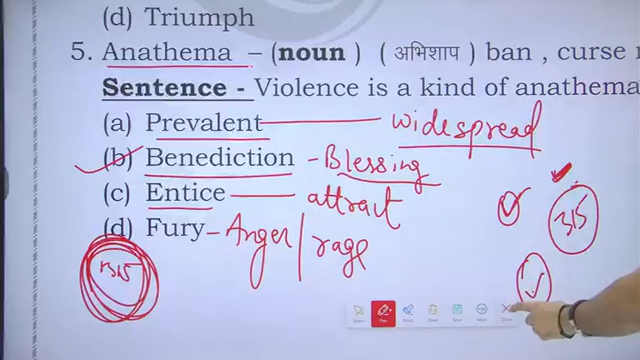 (d) Triumph
5. Anathema – (noun ) ( अभिशाप ) ban , curse
Sentence - Violence is a kind of anathema
(a) Prevalent widespread
(b) Benediction - Blessing
(c) Entice attract
(d) Fury - Anger / rage
315